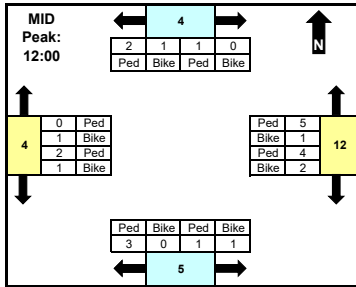 MID
Peak:
12:00
4
2 1 1 0
Ped Bike Ped Bike
N
4
0 Ped
1 Bike
2 Ped
1 Bike
Ped 5
Bike 1
Ped 4
Bike 2
12
Ped Bike Ped Bike
3 0 1 1
5